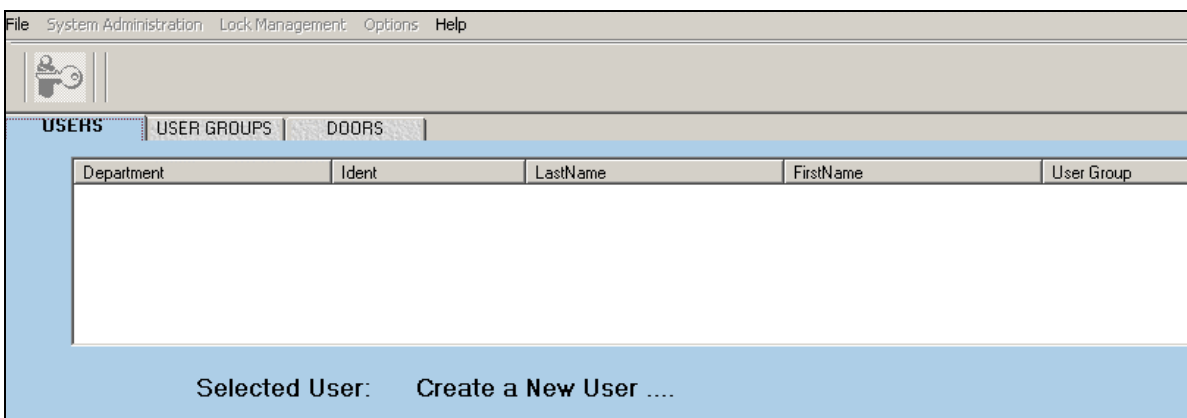 File System Administration Lock Management Options Help
USERS USER GROUPS DOORS
Department Ident LastName FirstName User Group
Selected User: Create a New User ....